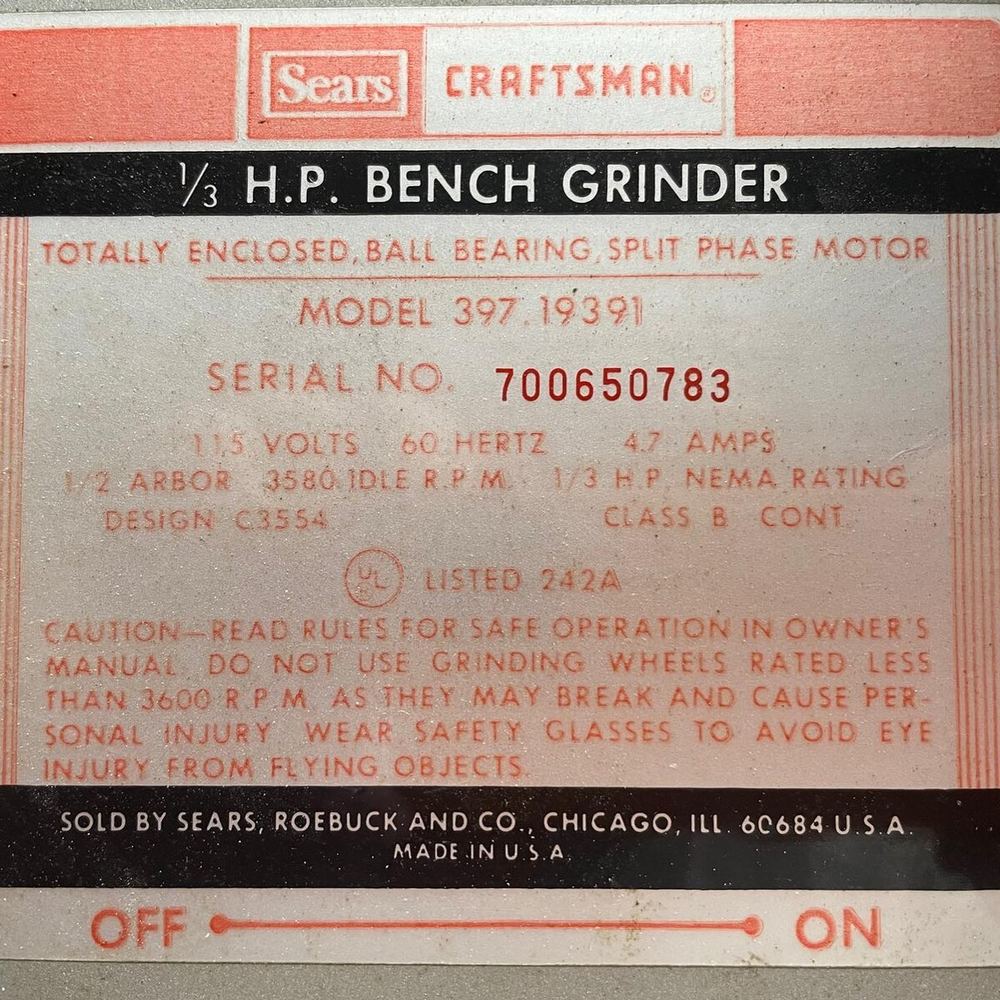 Sears CRAFTSMAN®
1/3 H.P. BENCH GRINDER
TOTALLY ENCLOSED, BALL BEARING, SPLIT PHASE MOTOR
MODEL 397.19391
SERIAL NO. 700650783
115 VOLTS 60 HERTZ 4.7 AMPS
1/2 ARBOR 3580 IDLE R.P.M. 1/3 H.P. NEMA RATING
DESIGN C3554 CLASS B CONT.
UL LISTED 242A
CAUTION—READ RULES FOR SAFE OPERATION IN OWNER'S
MANUAL. DO NOT USE GRINDING WHEELS RATED LESS
THAN 3600 R.P.M. AS THEY MAY BREAK AND CAUSE PER-
SONAL INJURY. WEAR SAFETY GLASSES TO AVOID EYE
INJURY FROM FLYING OBJECTS.
SOLD BY SEARS, ROEBUCK AND CO., CHICAGO, ILL. 60684 U.S.A.
MADE IN U.S.A.
OFF ON